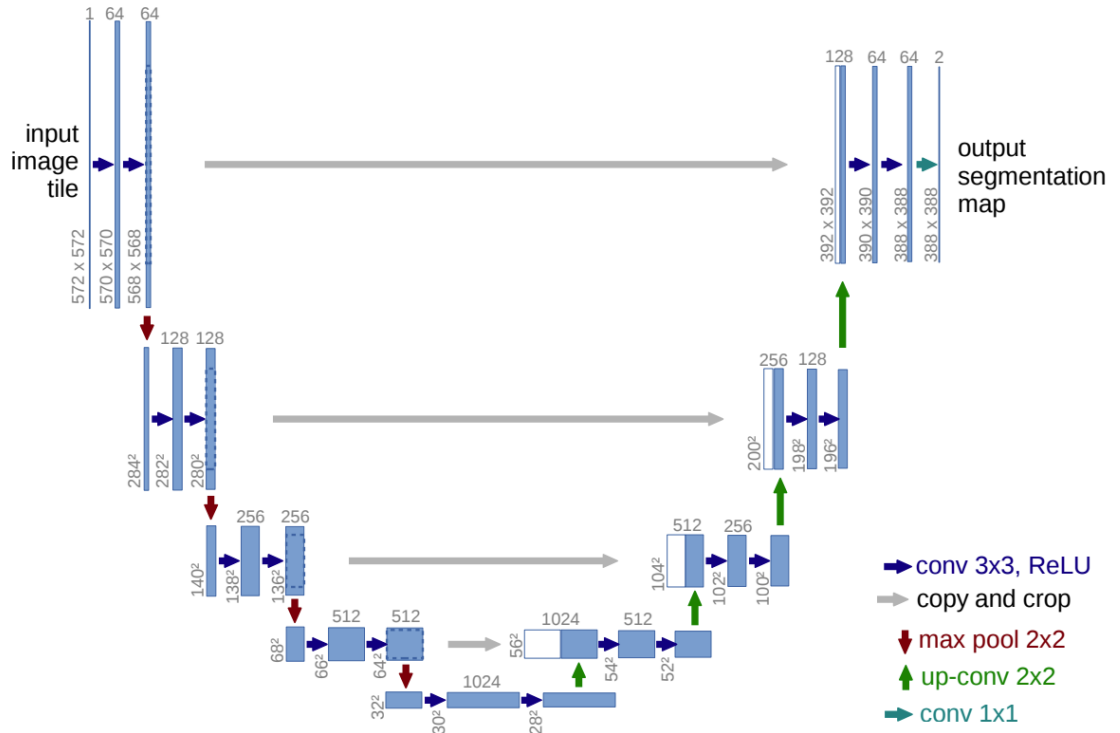 1 64 64
input
image
tile
572 x 572
570 x 570
568 x 568
128 64 64 2
output
segmentation
map
392 x 392
390 x 390
388 x 388
388 x 388
128 128
284²
282²
280²
256 128
200²
198²
196²
256 256
140²
138²
136²
512 256
104²
102²
100²
512 512
68²
66²
64²
1024 512
56²
54²
52²
1024
32²
30²
28²
conv 3x3, ReLU
copy and crop
max pool 2x2
up-conv 2x2
conv 1x1